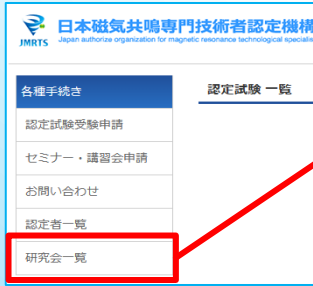 日本磁気共鳴専門技術者認定機構
JMRTS
Japan authorize organization for magnetic resonance technological specialis
各種手続き
認定試験 一覧
認定試験受験申請
セミナー・講習会申請
お問い合わせ
認定者一覧
研究会一覧